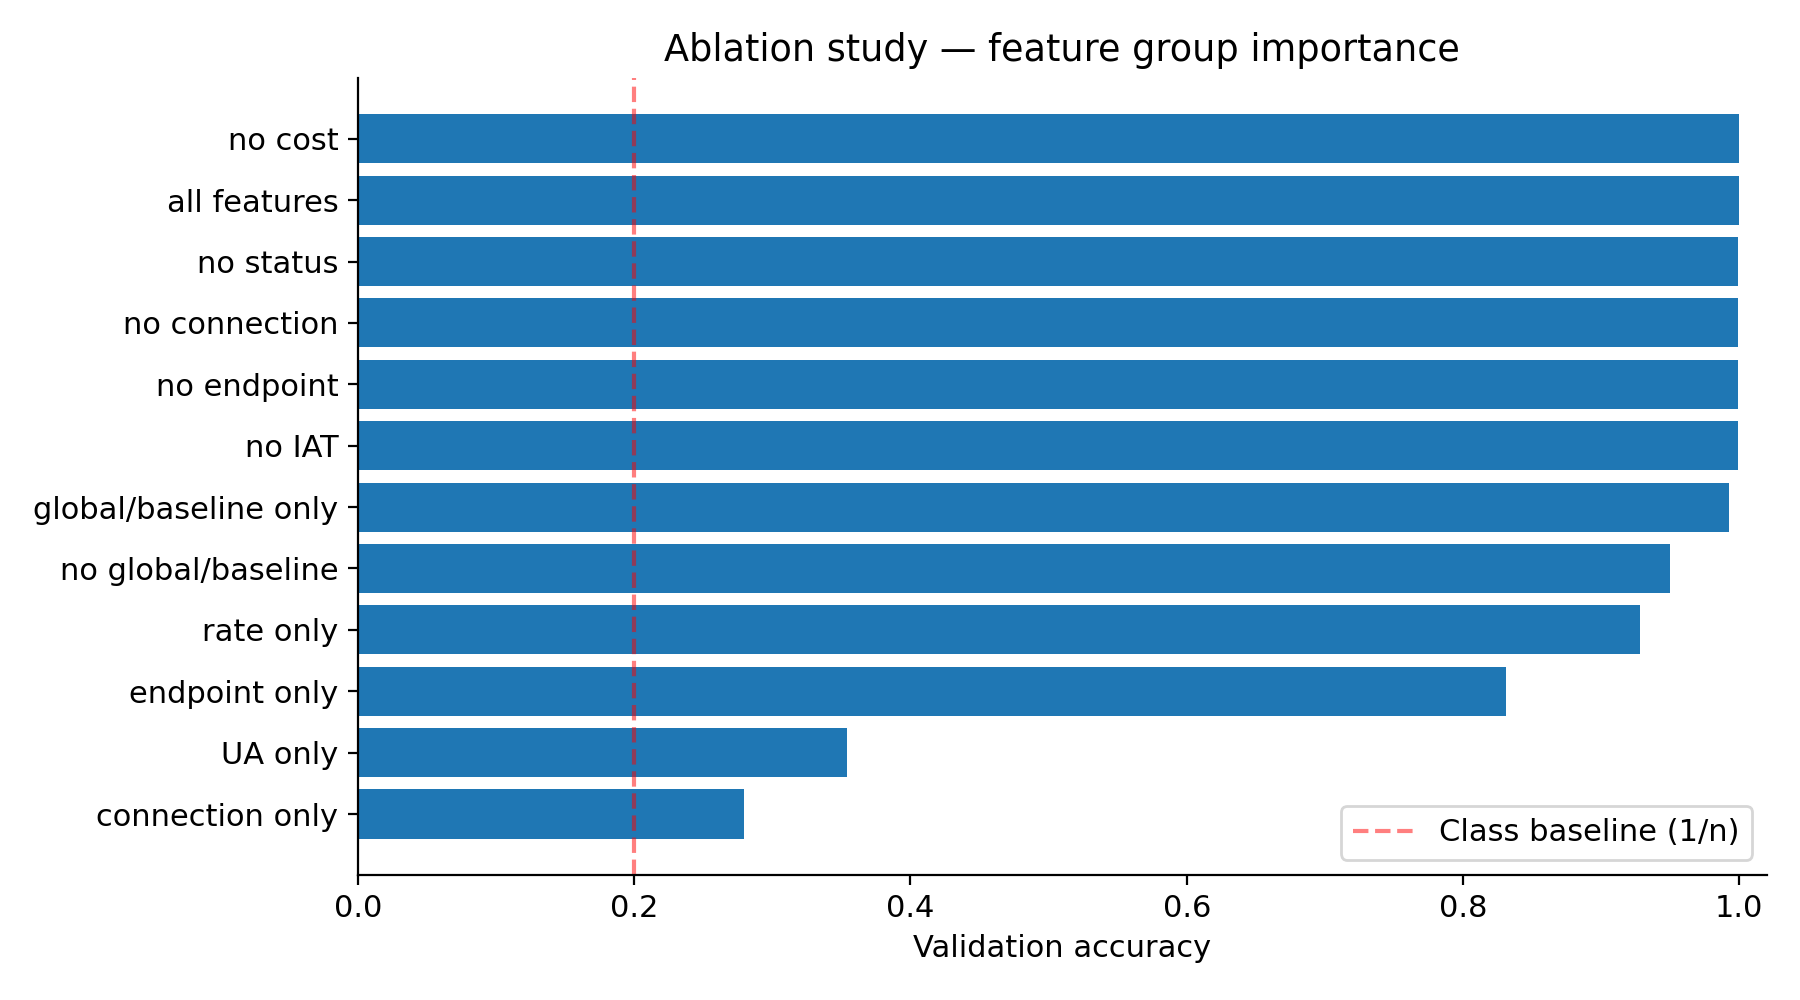 Ablation study — feature group importance
no cost
all features
no status
no connection
no endpoint
no IAT
global/baseline only
no global/baseline
rate only
endpoint only
UA only
connection only
Class baseline (1/n)
0.0 0.2 0.4 0.6 0.8 1.0
Validation accuracy